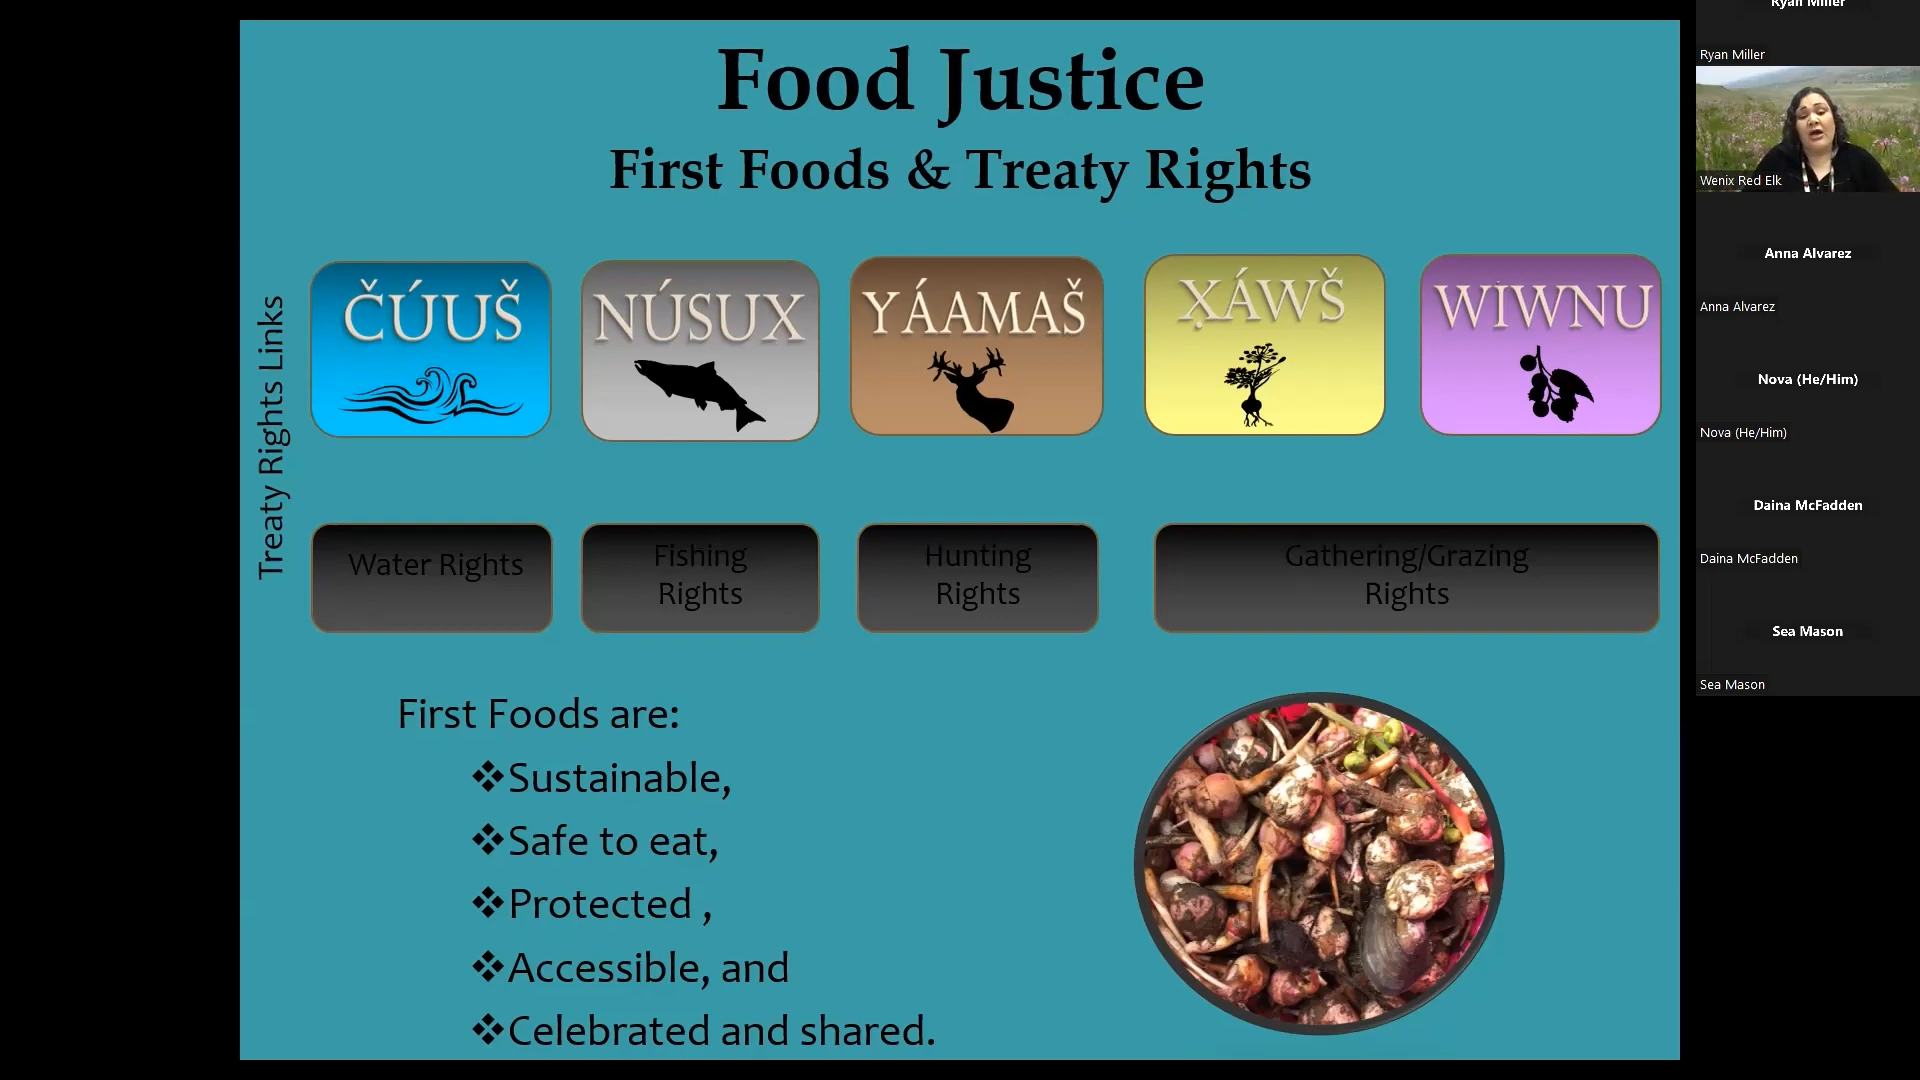 Food Justice
First Foods & Treaty Rights
Treaty Rights Links
ČÚUŠ
NÚSUX
YÁAMAŠ
X̣ÁWŠ
WÍWNU
Water Rights
Fishing
Rights
Hunting
Rights
Gathering/Grazing
Rights
First Foods are:
❖Sustainable,
❖Safe to eat,
❖Protected ,
❖Accessible, and
❖Celebrated and shared.
Ryan Miller
Ryan Miller
Wenix Red Elk
Anna Alvarez
Anna Alvarez
Nova (He/Him)
Nova (He/Him)
Daina McFadden
Daina McFadden
Sea Mason
Sea Mason